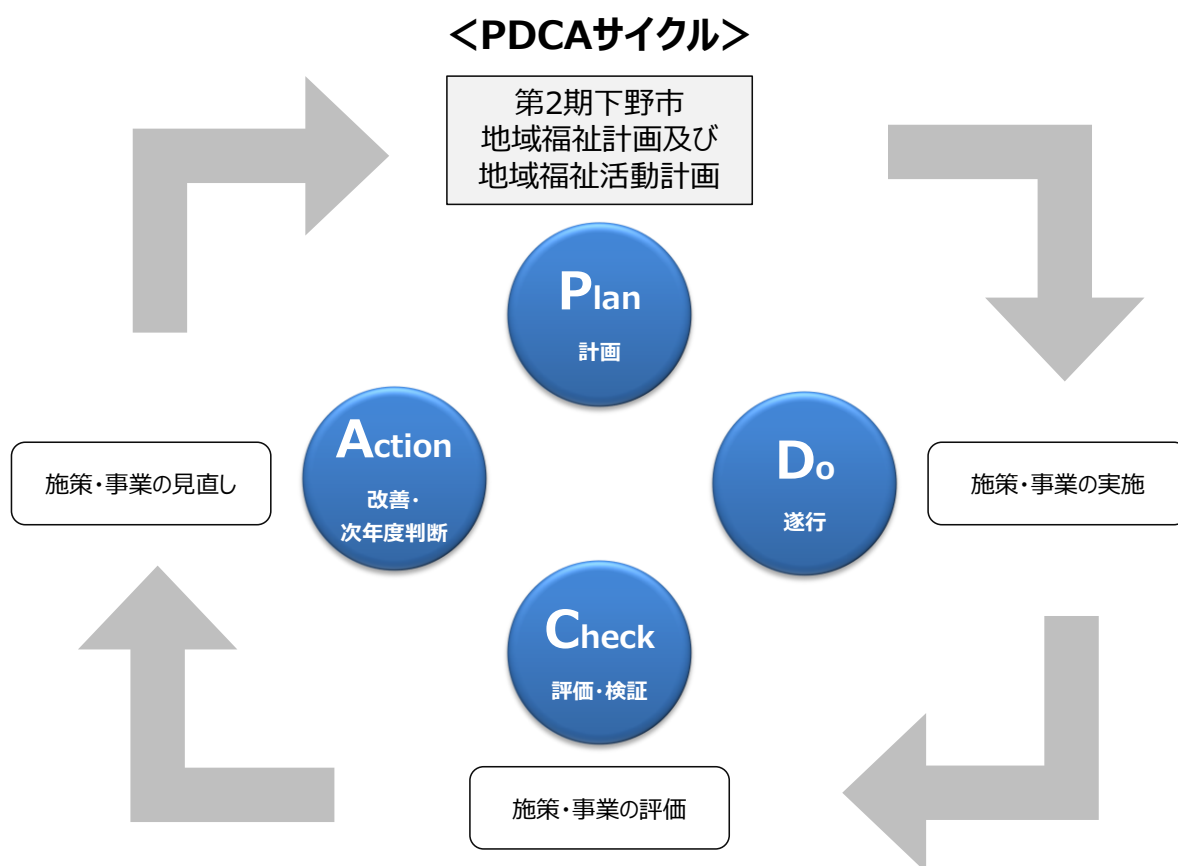 ＜PDCAサイクル＞
第2期下野市
地域福祉計画及び
地域福祉活動計画
Plan
計画
Action
改善・
次年度判断
Do
遂行
施策・事業の見直し
施策・事業の実施
Check
評価・検証
施策・事業の評価